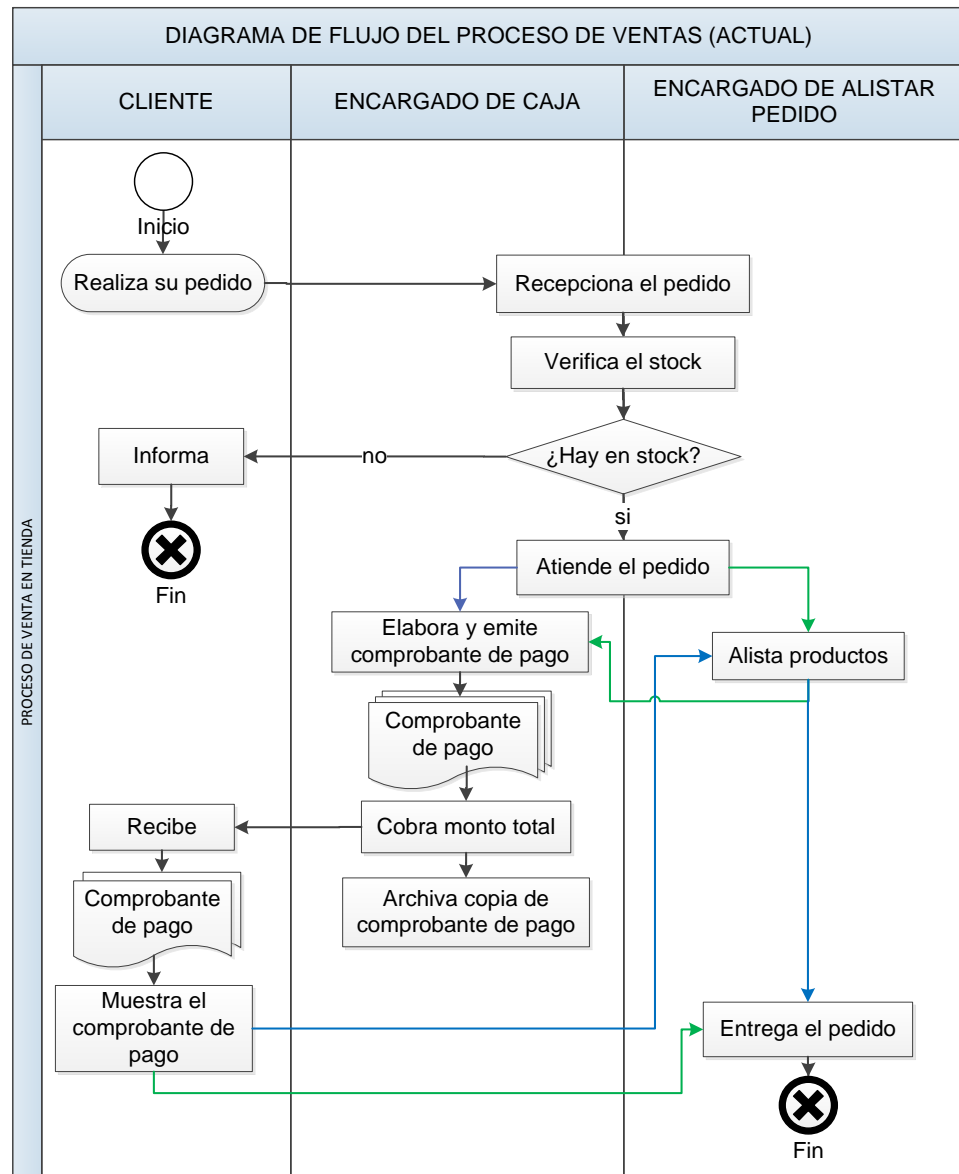 DIAGRAMA DE FLUJO DEL PROCESO DE VENTAS (ACTUAL)
PROCESO DE VENTA EN TIENDA
CLIENTE
ENCARGADO DE CAJA
ENCARGADO DE ALISTAR
PEDIDO
Inicio
Realiza su pedido
Recepciona el pedido
Verifica el stock
¿Hay en stock?
no
Informa
Fin
si
Atiende el pedido
Elabora y emite
comprobante de pago
Alista productos
Comprobante
de pago
Cobra monto total
Recibe
Comprobante
de pago
Archiva copia de
comprobante de pago
Muestra el
comprobante de
pago
Entrega el pedido
Fin